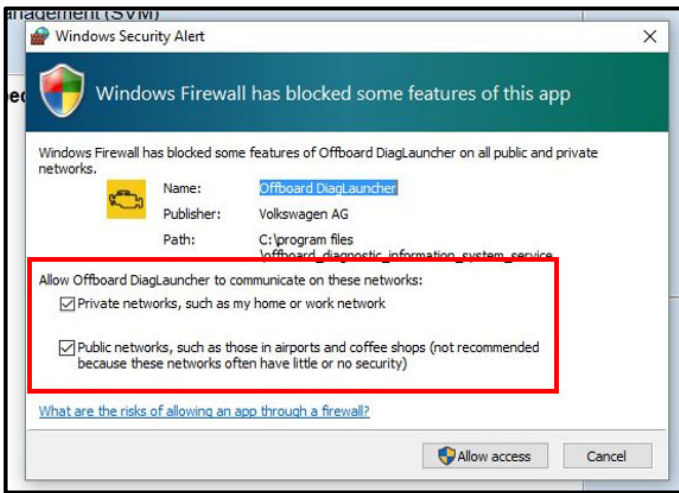 anagement (SVM)
Windows Security Alert
Windows Firewall has blocked some features of this app
Windows Firewall has blocked some features of Offboard DiagLauncher on all public and private
networks.
Name: Offboard DiagLauncher
Publisher: Volkswagen AG
Path: C:\program files
\offboard_diagnostic_information_system_service
Allow Offboard DiagLauncher to communicate on these networks:
Private networks, such as my home or work network
Public networks, such as those in airports and coffee shops (not recommended
because these networks often have little or no security)
What are the risks of allowing an app through a firewall?
Allow access Cancel